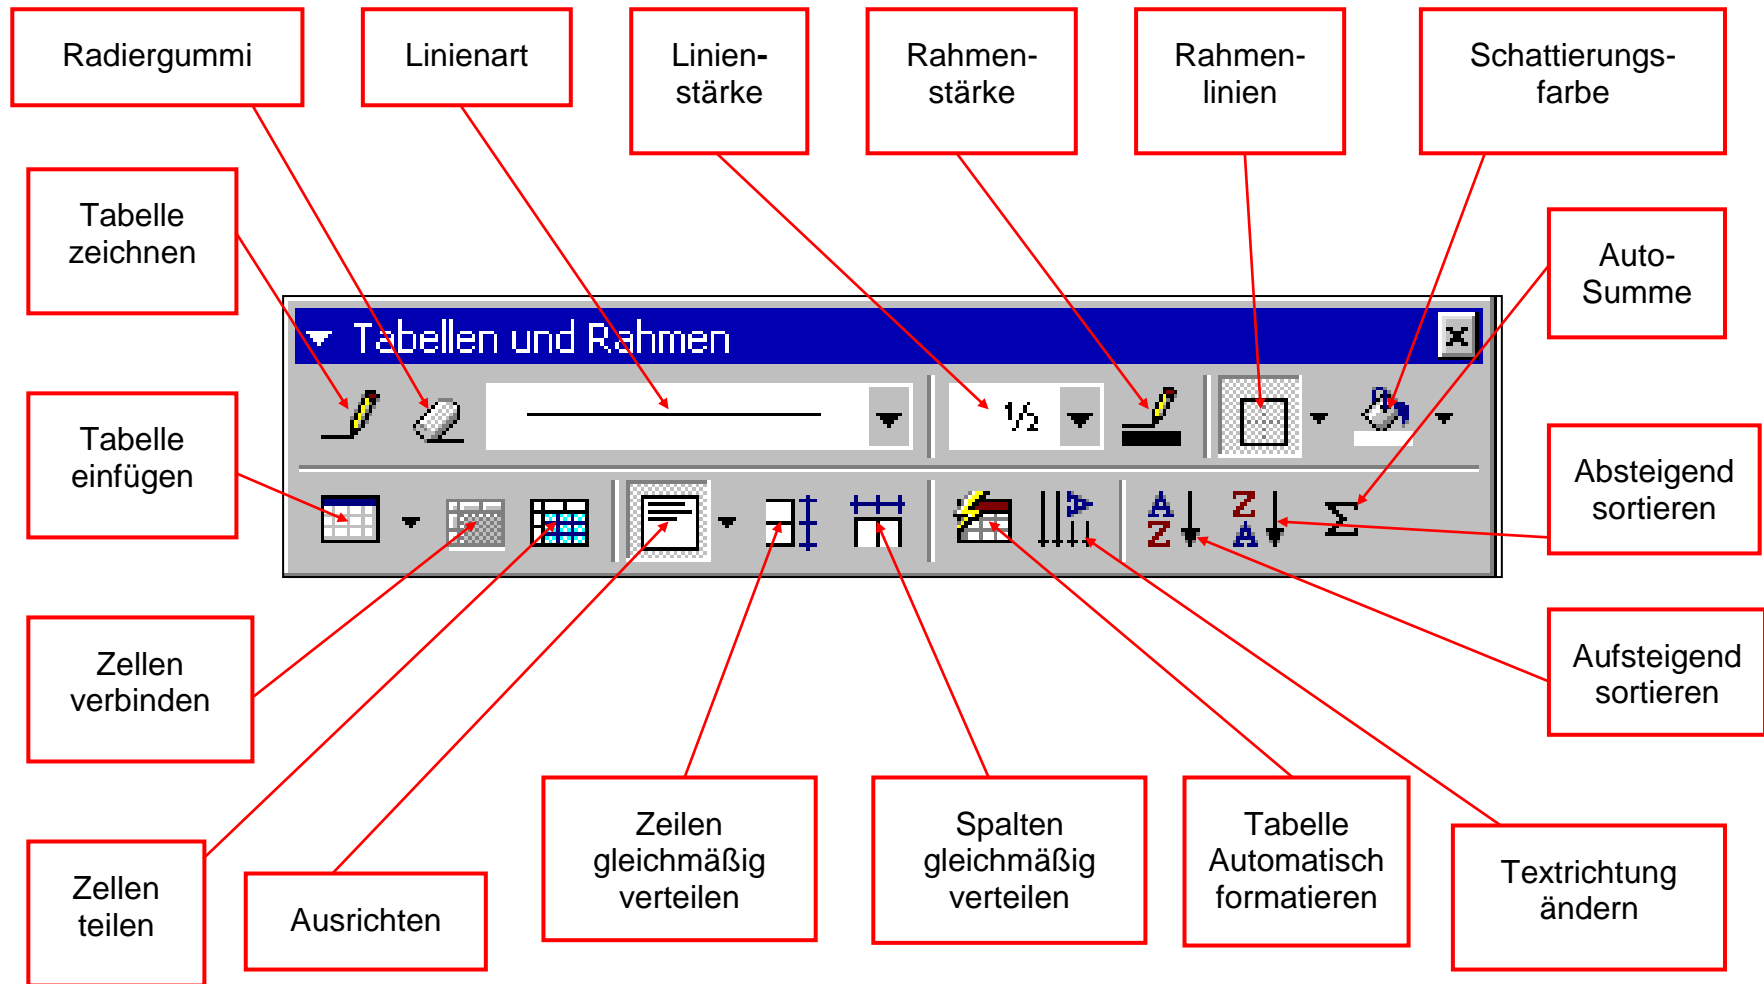 Radiergummi
Linienart
Linien-
stärke
Rahmen-
stärke
Rahmen-
linien
Schattierungs-
farbe
Tabelle
zeichnen
Auto-
Summe
Tabellen und Rahmen
½
Tabelle
einfügen
Absteigend
sortieren
A
Z
Z
A
Σ
A
Zellen
verbinden
Aufsteigend
sortieren
Zellen
teilen
Ausrichten
Zeilen
gleichmäßig
verteilen
Spalten
gleichmäßig
verteilen
Tabelle
Automatisch
formatieren
Textrichtung
ändern